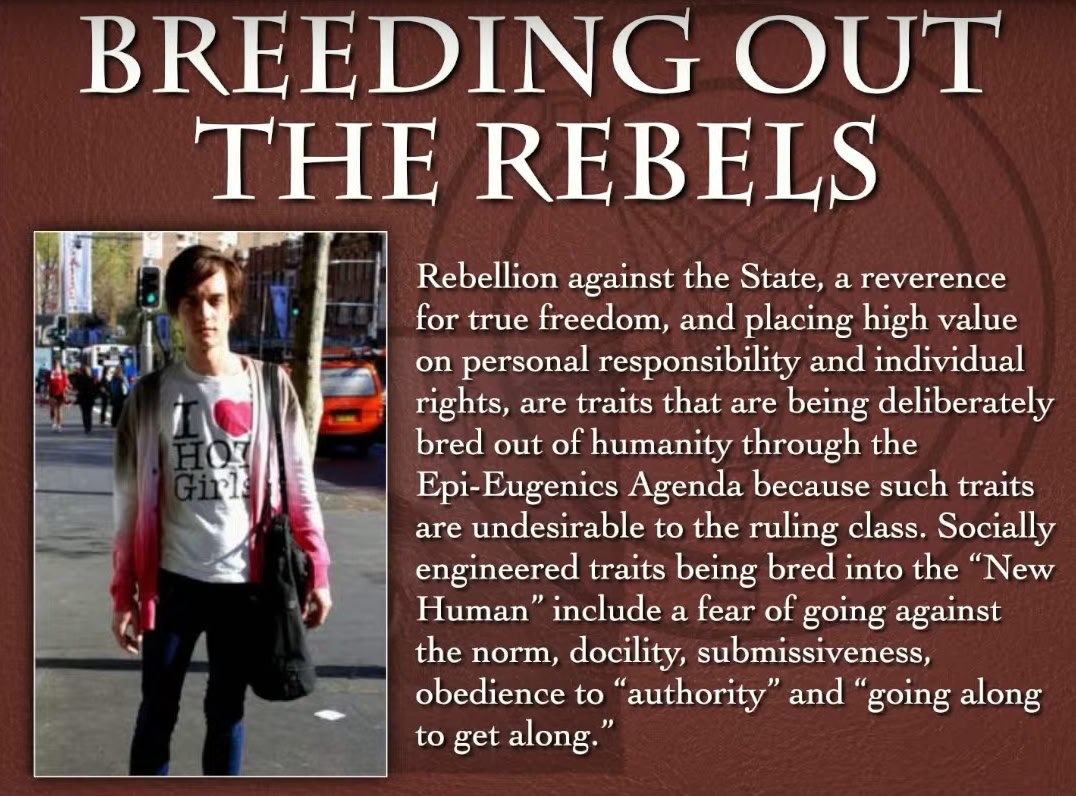 BREEDING OUT
THE REBELS
I
HOT
Girls
Rebellion against the State, a reverence
for true freedom, and placing high value
on personal responsibility and individual
rights, are traits that are being deliberately
bred out of humanity through the
Epi-Eugenics Agenda because such traits
are undesirable to the ruling class. Socially
engineered traits being bred into the “New
Human” include a fear of going against
the norm, docility, submissiveness,
obedience to “authority” and “going along
to get along.”